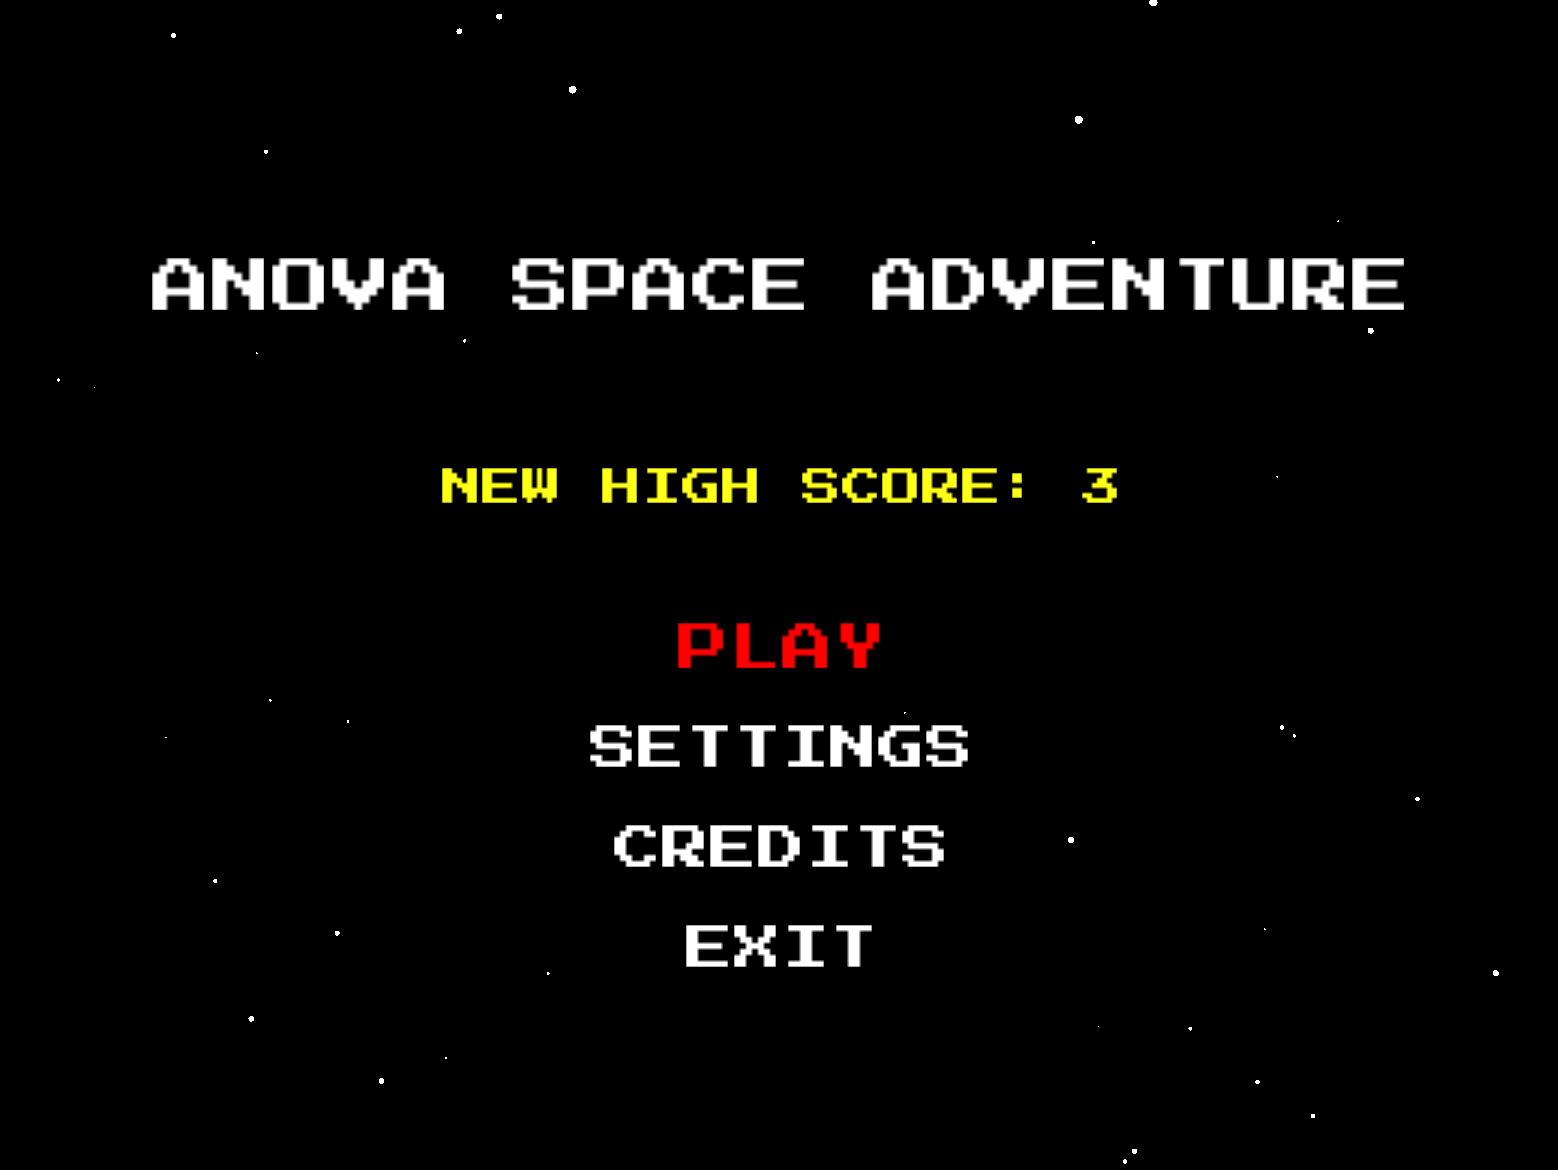 ANOVA SPACE ADVENTURE
NEW HIGH SCORE: 3
PLAY
SETTINGS
CREDITS
EXIT